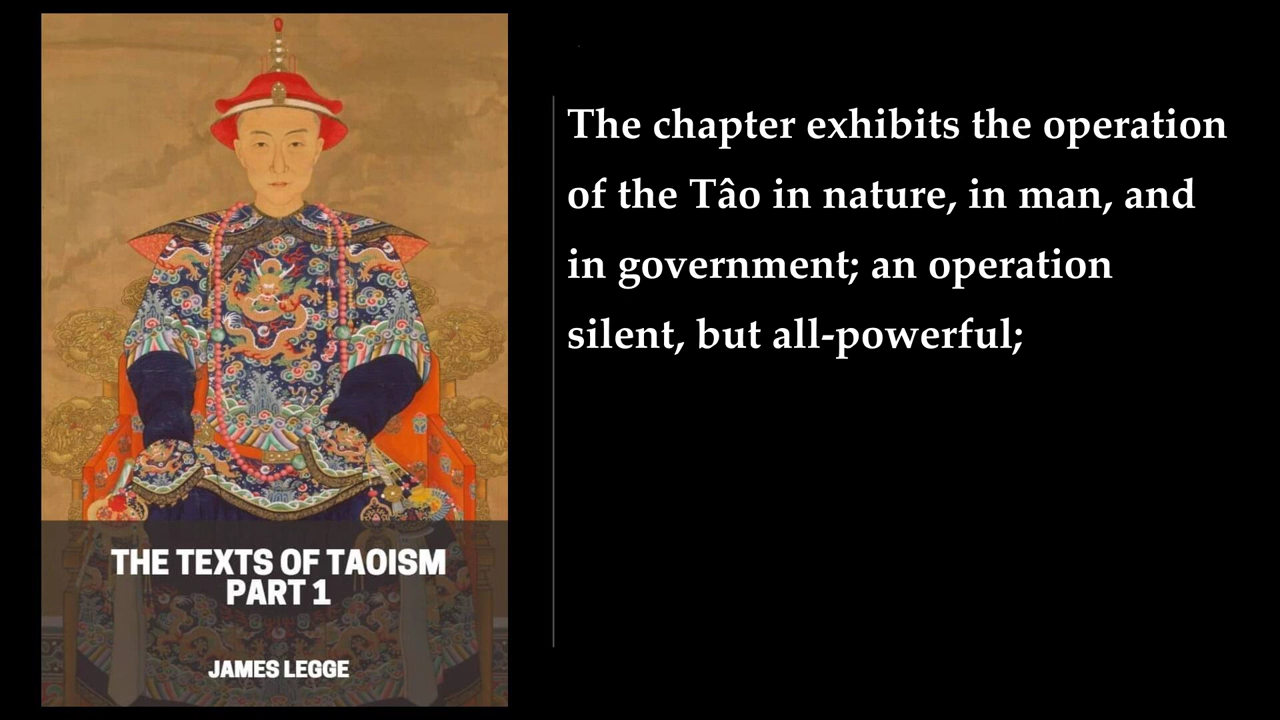 THE TEXTS OF TAOISM
PART 1
JAMES LEGGE
The chapter exhibits the operation
of the Tâo in nature, in man, and
in government; an operation
silent, but all-powerful;